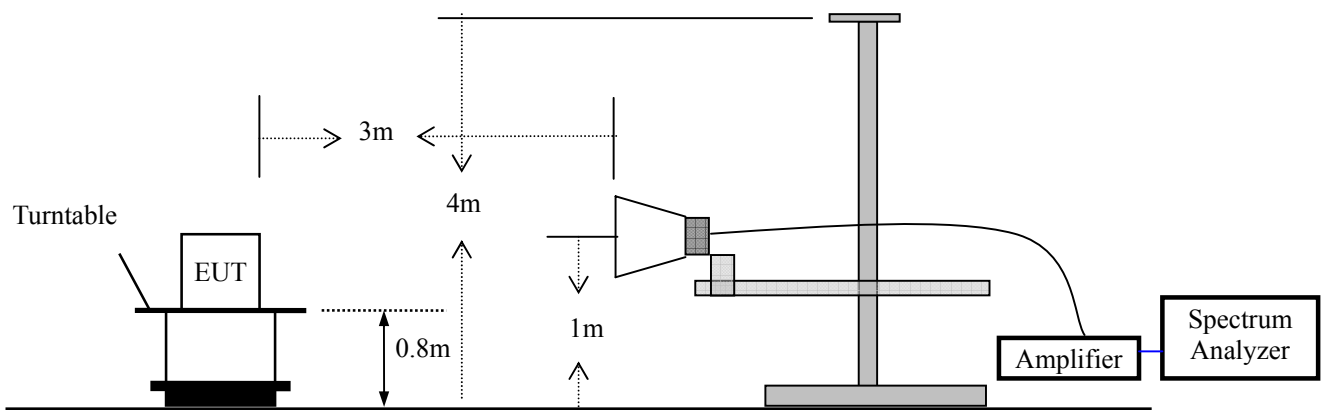 3m
4m
Turntable
EUT
0.8m
1m
Amplifier
Spectrum
Analyzer